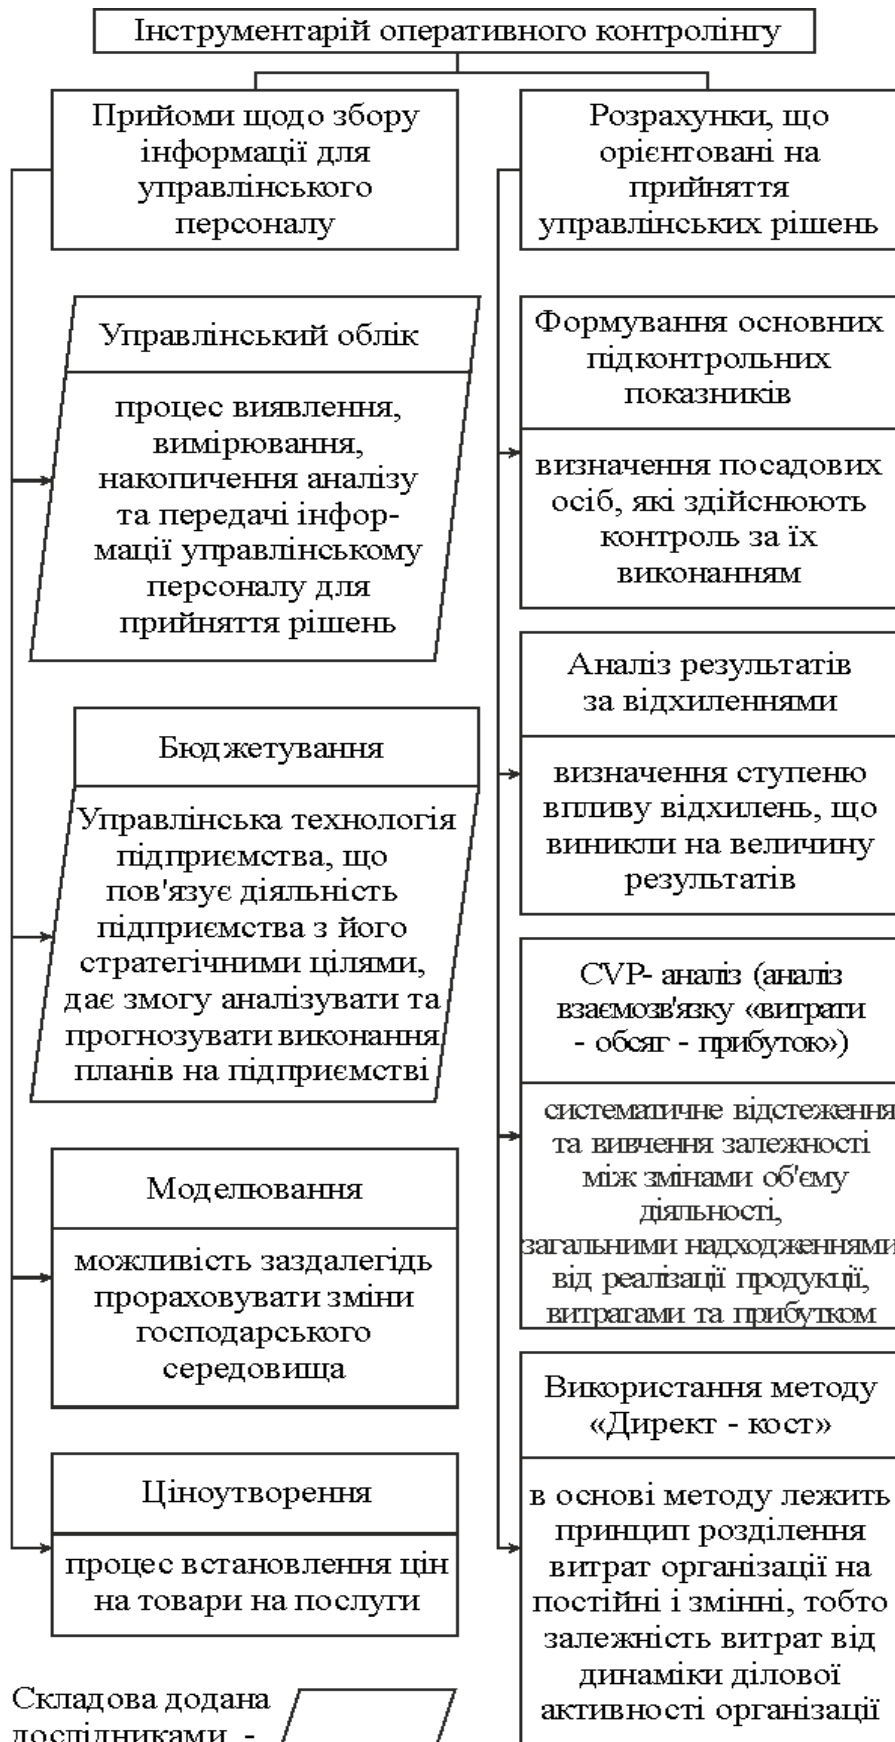 Інструментарій оперативного контролінгу
Прийоми щодо збору
інформації для
управлінського
персоналу
Управлінський облік
процес виявлення,
вимірювання,
накопичення аналізу
та передачі інфор-
мації управлінському
персоналу для
прийняття рішень
Бюджетування
Управлінська технологія
підприємства, що
пов'язує діяльність
підприємства з його
стратегічними цілями,
дає змогу аналізувати та
прогнозувати виконання
планів на підприємстві
Моделювання
можливість заздалегідь
прораховувати зміни
господарського
середовища
Ціноутворення
процес встановлення цін
на товари на послуги
Розрахунки, що
орієнтовані на
прийняття
управлінських рішень
Формування основних
підконтрольних
показників
визначення посадових
осіб, які здійснюють
контроль за їх
виконанням
Аналіз результатів
за відхиленнями
визначення ступеню
впливу відхилень, що
виникли на величину
результатів
CVP- аналіз (аналіз
взаємозв'язку «витрати
- обсяг - прибуток»)
систематичне відстеження
та вивчення залежності
між змінами об'єму
діяльності,
загальними надходженнями
від реалізації продукції,
витратами та прибутком
Використання методу
«Директ - кост»
в основі методу лежить
принцип розділення
витрат організації на
постійні і змінні, тобто
залежність витрат від
динаміки ділової
активності організації
Складова додана
дослідниками -